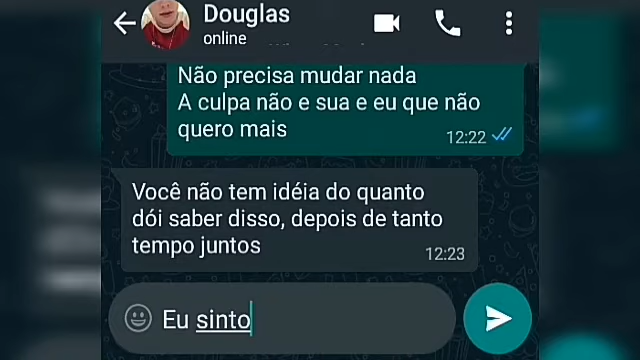 Douglas
online
Não precisa mudar nada
A culpa não e sua e eu que não
quero mais
12:22
Você não tem idéia do quanto
dói saber disso, depois de tanto
tempo juntos
12:23
Eu sinto